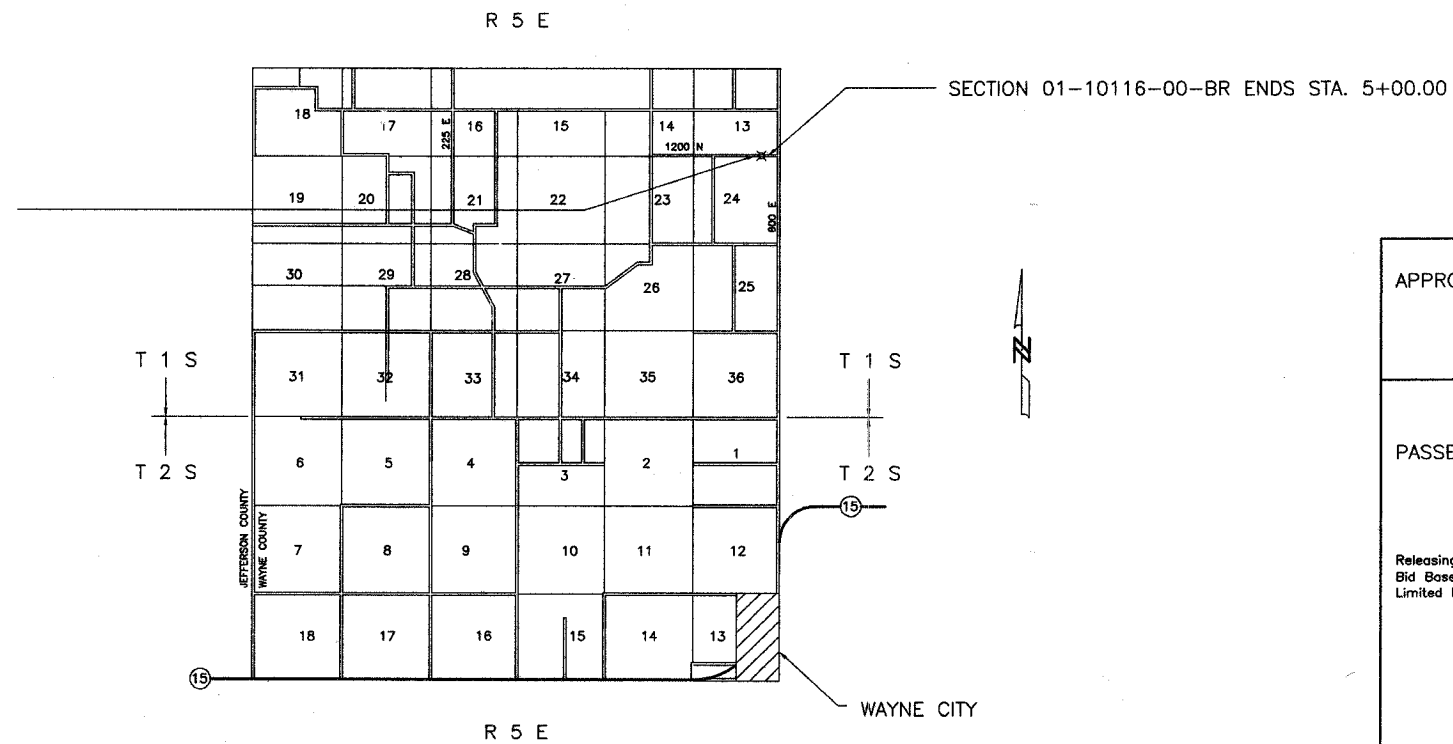 R 5 E
SECTION 01-10116-00-BR ENDS STA. 5+00.00
18
17
225 E
16
15
14
13
1200 N
19
20
21
22
23
24
800 E
30
29
28
27
26
25
APPRO
T 1 S
T 1 S
N
31
32
33
34
35
36
T 2 S
T 2 S
PASSE
6
5
4
3
2
1
15
JEFFERSON COUNTY
WAYNE COUNTY
7
8
9
10
11
12
Releasing
Bid Base
Limited
18
17
16
15
14
13
15
WAYNE CITY
R 5 E